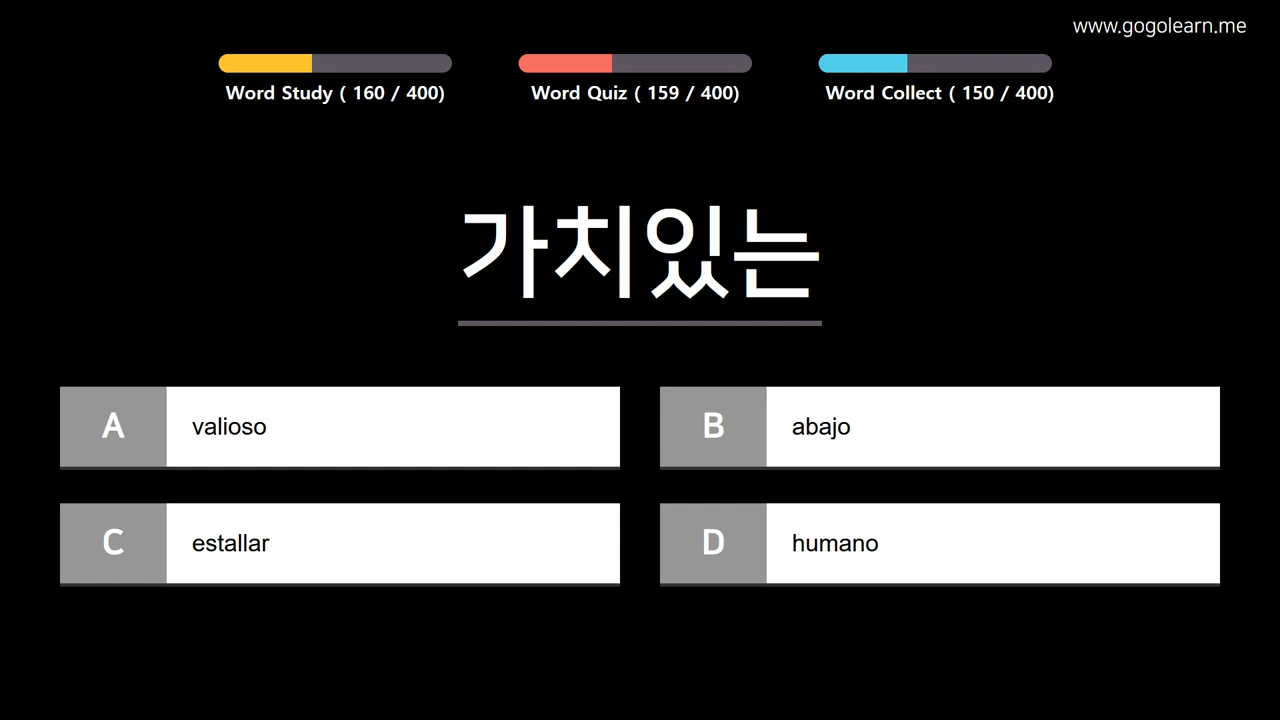 www.gogolearn.me
Word Study ( 160 / 400)
Word Quiz ( 159 / 400)
Word Collect ( 150 / 400)
가치있는
A
valioso
B
abajo
C
estallar
D
humano